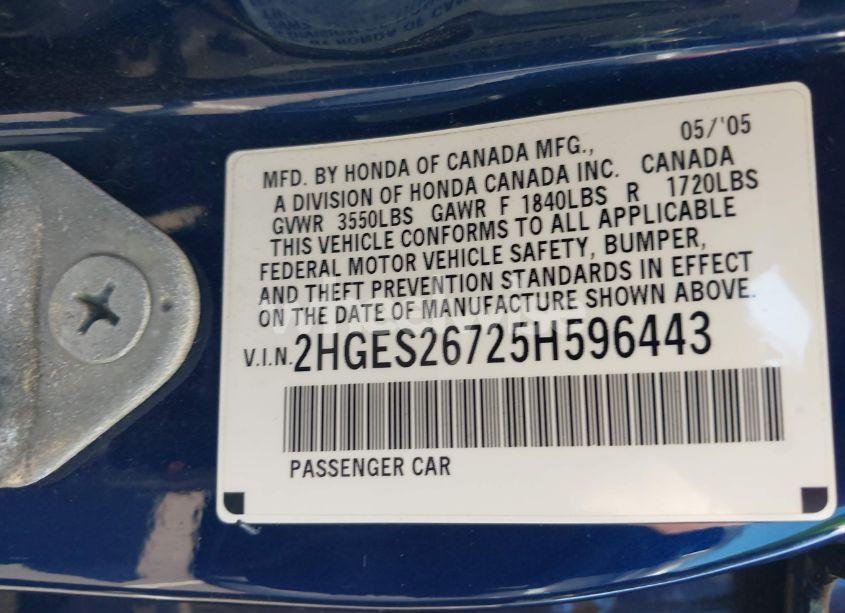 05/'05
MFD. BY HONDA OF CANADA MFG.,
A DIVISION OF HONDA CANADA INC. CANADA
GVWR 3550LBS GAWR F 1840LBS R 1720LBS
THIS VEHICLE CONFORMS TO ALL APPLICABLE
FEDERAL MOTOR VEHICLE SAFETY, BUMPER,
AND THEFT PREVENTION STANDARDS IN EFFECT
ON THE DATE OF MANUFACTURE SHOWN ABOVE.
V.I.N. 2HGES26725H596443
PASSENGER CAR